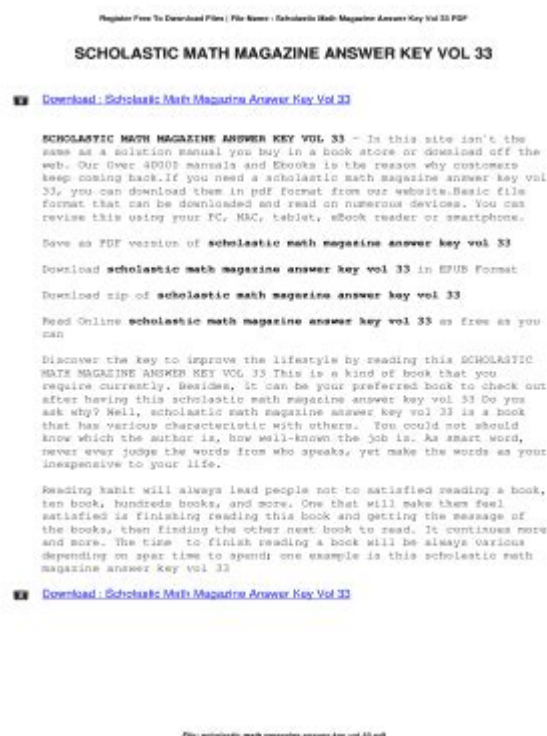 Register Free To Download Files | File Name : Scholastic Math Magazine Answer Key Vol 33 PDF
SCHOLASTIC MATH MAGAZINE ANSWER KEY VOL 33
Download : Scholastic Math Magazine Answer Key Vol 33
SCHOLASTIC MATH MAGAZINE ANSWER KEY VOL 33 - In this site isn't the
same as a solution manual you buy in a book store or download off the
web. Our Over 40000 manuals and Ebooks is the reason why customers
keep coming back.If you need a scholastic math magazine answer key vol
33, you can download them in pdf format from our website.Basic file
format that can be downloaded and read on numerous devices. You can
revise this using your PC, MAC, tablet, eBook reader or smartphone.
Save as PDF version of scholastic math magazine answer key vol 33
Download scholastic math magazine answer key vol 33 in EPUB Format
Download zip of scholastic math magazine answer key vol 33
Read Online scholastic math magazine answer key vol 33 as free as you
can
Discover the key to improve the lifestyle by reading this SCHOLASTIC
MATH MAGAZINE ANSWER KEY VOL 33 This is a kind of book that you
require currently. Besides, it can be your preferred book to check out
after having this scholastic math magazine answer key vol 33 Do you
ask why? Well, scholastic math magazine answer key vol 33 is a book
that has various characteristic with others. You could not should
know which the author is, how well-known the job is. As smart word,
never ever judge the words from who speaks, yet make the words as your
inexpensive to your life.
Reading habit will always lead people not to satisfied reading a book,
ten book, hundreds books, and more. One that will make them feel
satisfied is finishing reading this book and getting the message of
the books, then finding the other next book to read. It continues more
and more. The time to finish reading a book will be always various
depending on spar time to spend; one example is this scholastic math
magazine answer key vol 33
Download : Scholastic Math Magazine Answer Key Vol 33
File: scholastic math magazine answer key vol 33.pdf